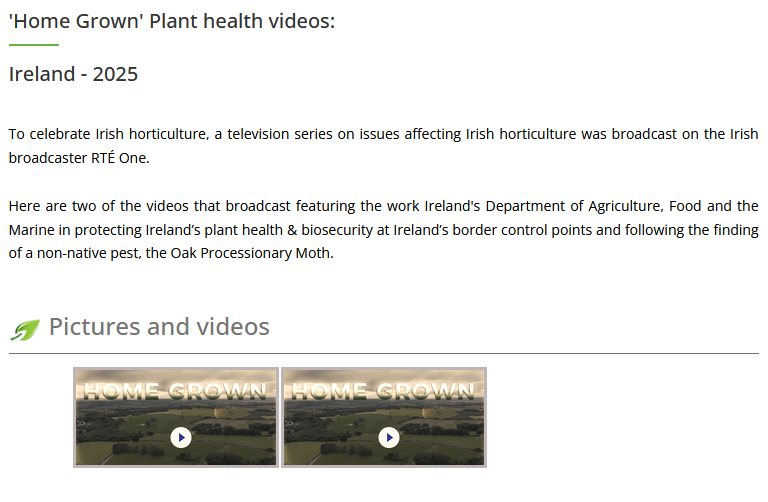 'Home Grown' Plant health videos:
Ireland - 2025
To celebrate Irish horticulture, a television series on issues affecting Irish horticulture was broadcast on the Irish
broadcaster RTÉ One.
Here are two of the videos that broadcast featuring the work Ireland's Department of Agriculture, Food and the
Marine in protecting Ireland’s plant health & biosecurity at Ireland’s border control points and following the finding
of a non-native pest, the Oak Processionary Moth.
Pictures and videos
HOME GROWN HOME GROWN